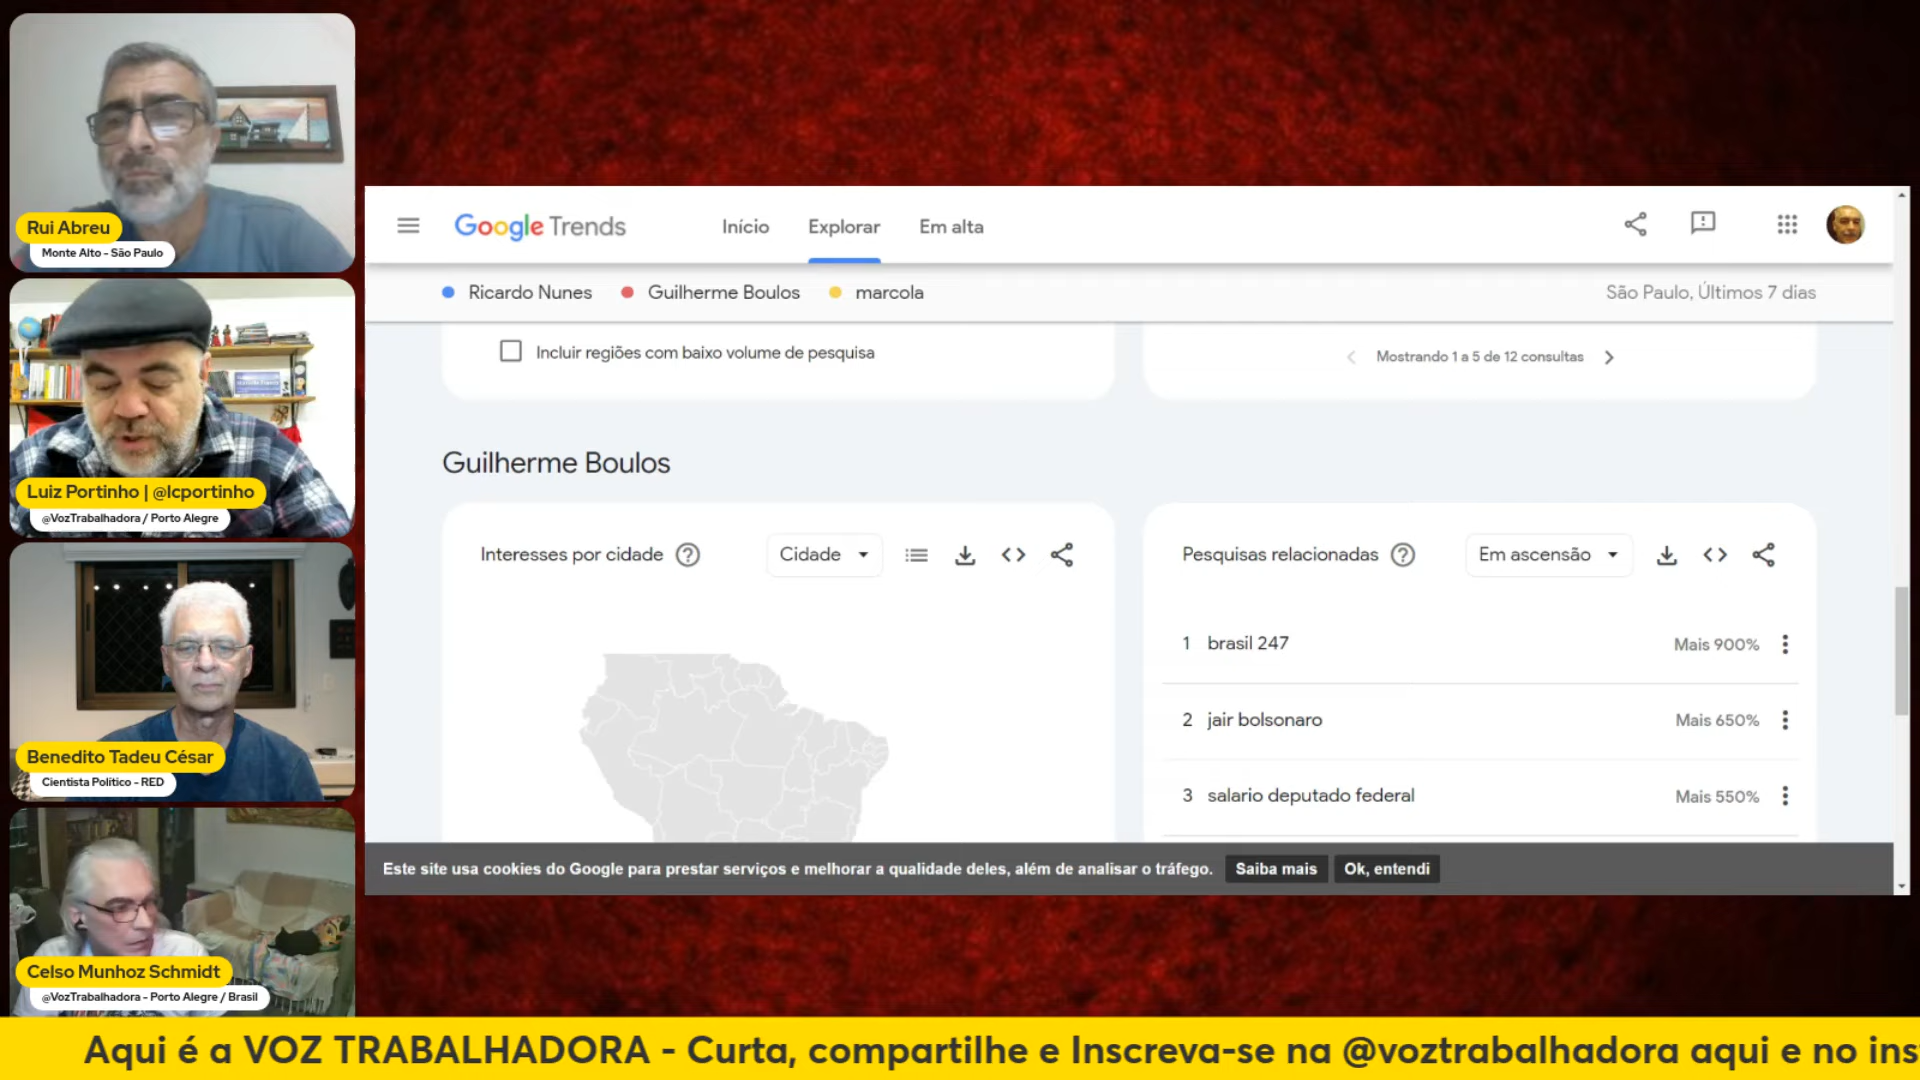 Rui Abreu
Monte Alto - São Paulo
Luiz Portinho | @lcportinho
@VozTrabalhadora / Porto Alegre
Benedito Tadeu César
Cientista Político - RED
Celso Munhoz Schmidt
@VozTrabalhadora - Porto Alegre / Brasil
Google Trends
Início Explorar Em alta
Ricardo Nunes Guilherme Boulos marcola São Paulo, Últimos 7 dias
Incluir regiões com baixo volume de pesquisa
Mostrando 1 a 5 de 12 consultas
Guilherme Boulos
Interesses por cidade Cidade
Pesquisas relacionadas Em ascensão
1 brasil 247 Mais 900%
2 jair bolsonaro Mais 650%
3 salario deputado federal Mais 550%
Este site usa cookies do Google para prestar serviços e melhorar a qualidade deles, além de analisar o tráfego. Saiba mais Ok, entendi
Aqui é a VOZ TRABALHADORA - Curta, compartilhe e Inscreva-se na @voztrabalhadora aqui e no ins